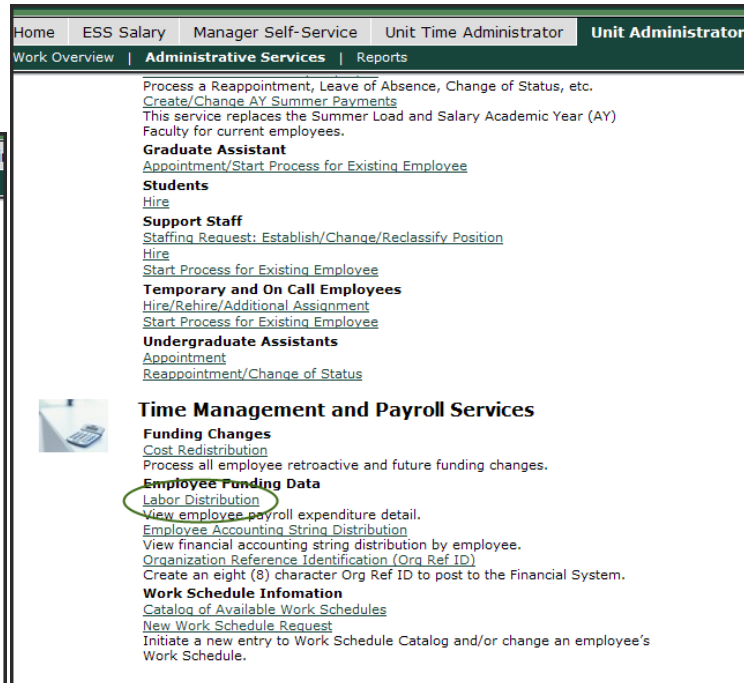 Home ESS Salary Manager Self-Service Unit Time Administrator Unit Administrator
Work Overview | Administrative Services | Reports
Process a Reappointment, Leave of Absence, Change of Status, etc.
Create/Change AY Summer Payments
This service replaces the Summer Load and Salary Academic Year (AY)
Faculty for current employees.
Graduate Assistant
Appointment/Start Process for Existing Employee
Students
Hire
Support Staff
Staffing Request: Establish/Change/Reclassify Position
Hire
Start Process for Existing Employee
Temporary and On Call Employees
Hire/Rehire/Additional Assignment
Start Process for Existing Employee
Undergraduate Assistants
Appointment
Reappointment/Change of Status
Time Management and Payroll Services
Funding Changes
Cost Redistribution
Process all employee retroactive and future funding changes.
Employee Funding Data
Labor Distribution
View employee payroll expenditure detail.
Employee Accounting String Distribution
View financial accounting string distribution by employee.
Organization Reference Identification (Org Ref ID)
Create an eight (8) character Org Ref ID to post to the Financial System.
Work Schedule Infomation
Catalog of Available Work Schedules
New Work Schedule Request
Initiate a new entry to Work Schedule Catalog and/or change an employee's
Work Schedule.